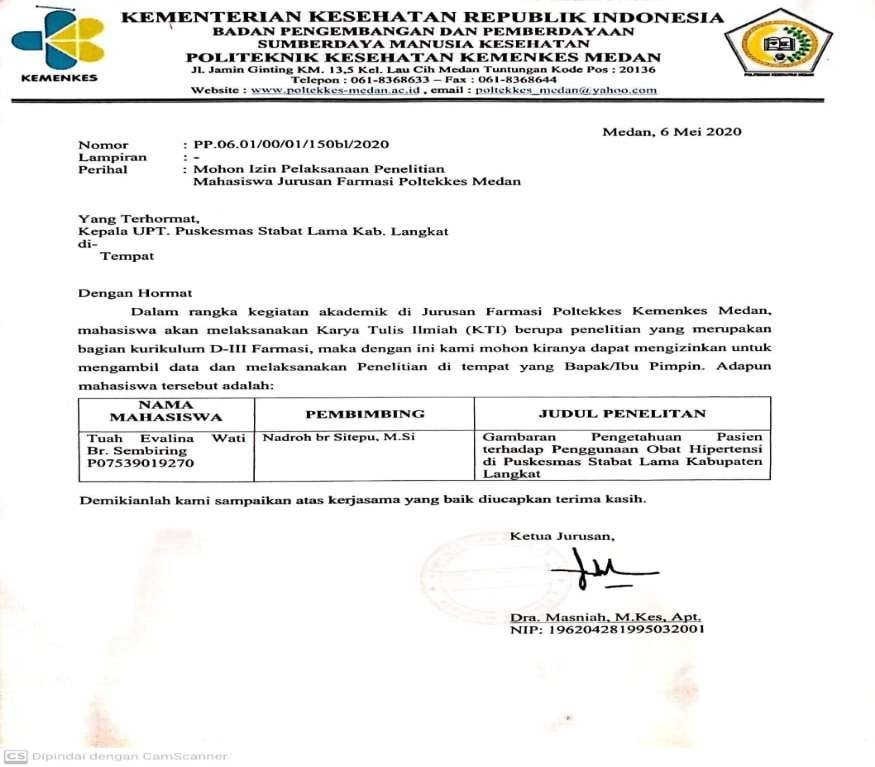 KEMENTERIAN KESEHATAN REPUBLIK INDONESIA
BADAN PENGEMBANGAN DAN PEMBERDAYAAN
SUMBERDAYA MANUSIA KESEHATAN
POLITEKNIK KESEHATAN KEMENKES MEDAN
Jl. Jamin Ginting KM. 13,5 Kel. Lau Cih Medan Tuntungan Kode Pos : 20136
Telepon : 061-8368633 – Fax : 061-8368644
Website : www.poltekkes-medan.ac.id , email : poltekkes_medan@yahoo.com
KEMENKES
POLITEKNIK KESEHATAN MEDAN
Medan, 6 Mei 2020
Nomor : PP.06.01/00/01/150bl/2020
Lampiran : -
Perihal : Mohon Izin Pelaksanaan Penelitian
Mahasiswa Jurusan Farmasi Poltekkes Medan
Yang Terhormat,
Kepala UPT. Puskesmas Stabat Lama Kab. Langkat
di-
Tempat
Dengan Hormat
Dalam rangka kegiatan akademik di Jurusan Farmasi Poltekkes Kemenkes Medan,
mahasiswa akan melaksanakan Karya Tulis Ilmiah (KTI) berupa penelitian yang merupakan
bagian kurikulum D-III Farmasi, maka dengan ini kami mohon kiranya dapat mengizinkan untuk
mengambil data dan melaksanakan Penelitian di tempat yang Bapak/Ibu Pimpin. Adapun
mahasiswa tersebut adalah:
NAMA
MAHASISWA
PEMBIMBING
JUDUL PENELITAN
Tuah Evalina Wati
Br. Sembiring
P07539019270
Nadroh br Sitepu, M.Si
Gambaran Pengetahuan Pasien
terhadap Penggunaan Obat Hipertensi
di Puskesmas Stabat Lama Kabupaten
Langkat
Demikianlah kami sampaikan atas kerjasama yang baik diucapkan terima kasih.
Ketua Jurusan,
Dra. Masniah, M.Kes, Apt.
NIP: 196204281995032001
CS Dipindai dengan CamScanner